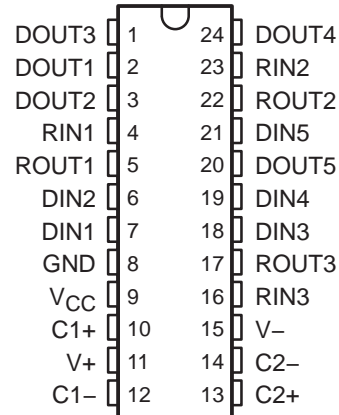 DOUT3 1 24 DOUT4
DOUT1 2 23 RIN2
DOUT2 3 22 ROUT2
RIN1 4 21 DIN5
ROUT1 5 20 DOUT5
DIN2 6 19 DIN4
DIN1 7 18 DIN3
GND 8 17 ROUT3
VCC 9 16 RIN3
C1+ 10 15 V−
V+ 11 14 C2−
C1− 12 13 C2+